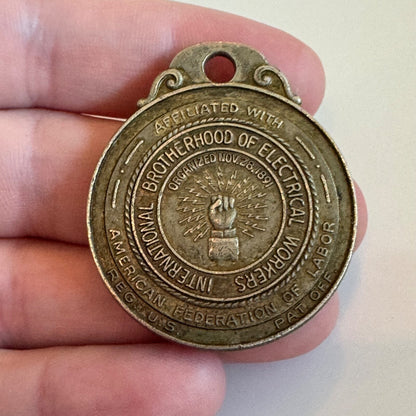 AFFILIATED WITH
INTERNATIONAL BROTHERHOOD OF ELECTRICAL WORKERS
ORGANIZED NOV. 28, 1891
AMERICAN FEDERATION OF LABOR
REG. U.S. PAT. OFF.